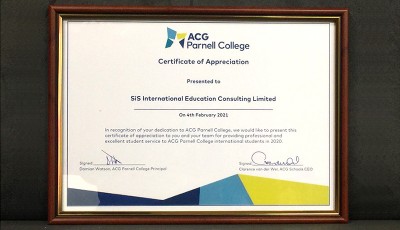 ACG
Parnell College
Certificate of Appreciation
Presented to
SiS International Education Consulting Limited
On 4th February 2021
In recognition of your dedication to ACG Parnell College, we would like to present this
certificate of appreciation to you and your team for providing professional and
excellent student service to ACG Parnell College international students in 2020.
Signed
Signed
Damian Watson, ACG Parnell College Principal
Clarence van der Wel, ACG Schools CEO